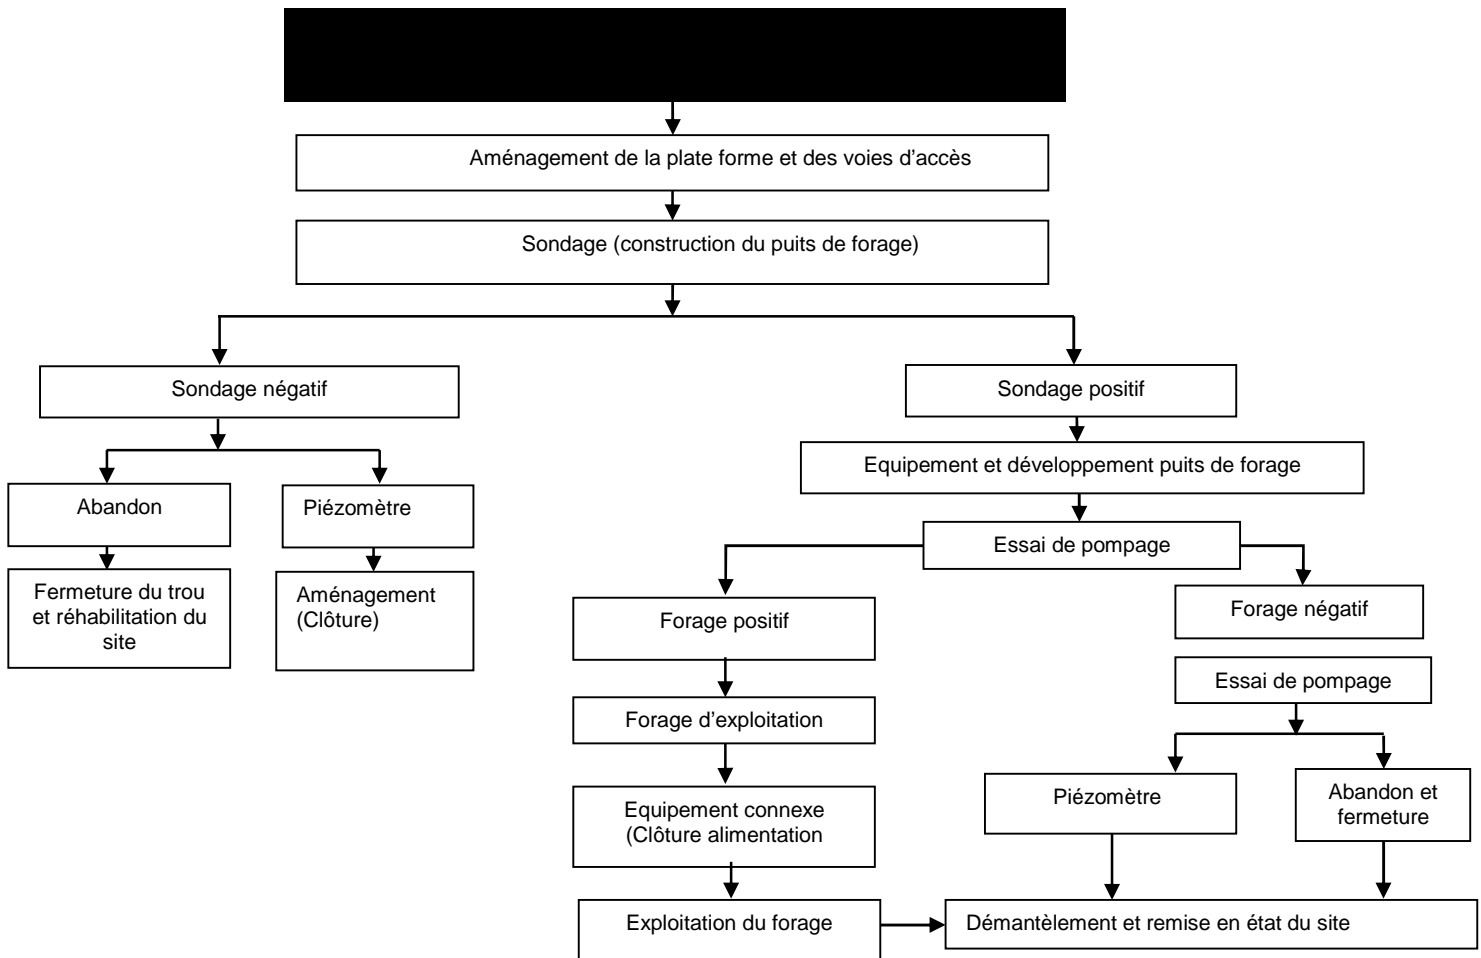 Aménagement de la plate forme et des voies d’accès
Sondage (construction du puits de forage)
Sondage négatif
Sondage positif
Equipement et développement puits de forage
Abandon
Piézomètre
Essai de pompage
Fermeture du trou
et réhabilitation du
site
Aménagement
(Clôture)
Forage positif
Forage négatif
Essai de pompage
Forage d’exploitation
Piézomètre
Abandon et
fermeture
Equipement connexe
(Clôture alimentation
Exploitation du forage
Démantèlement et remise en état du site